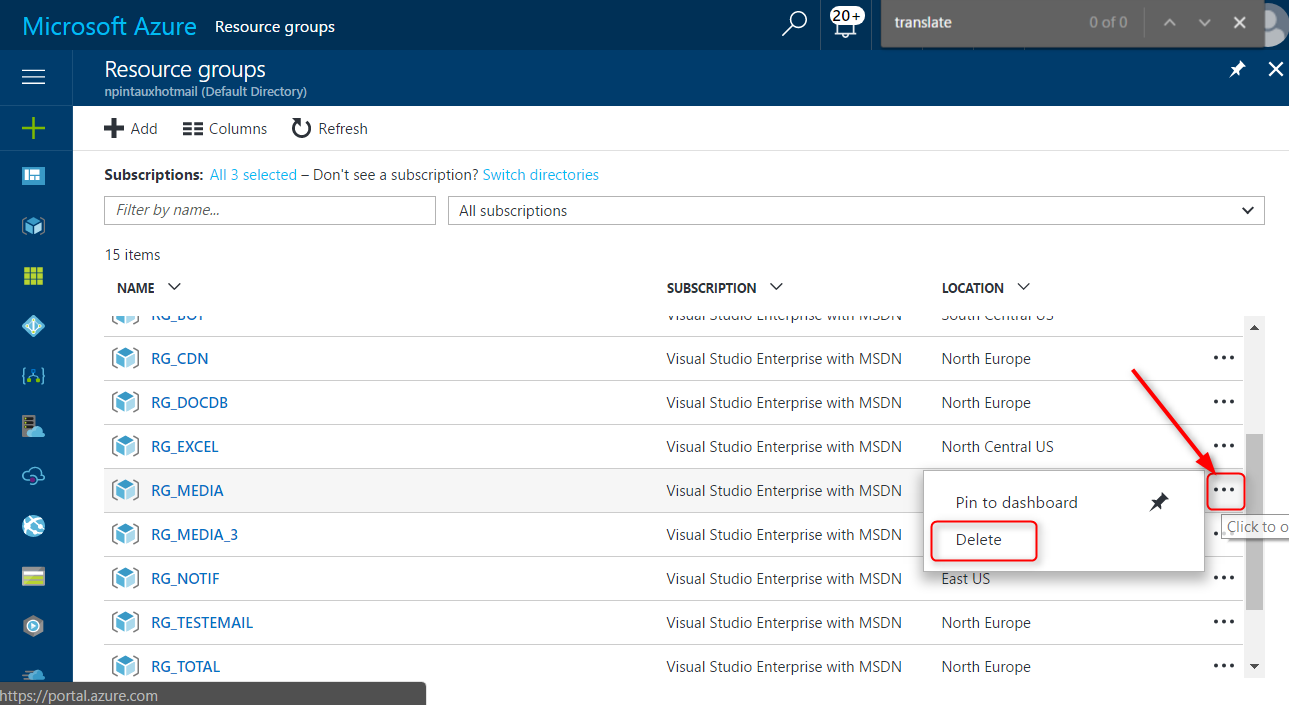 Microsoft Azure Resource groups 20+ translate 0 of 0
Resource groups
npintauxhotmail (Default Directory)
Add Columns Refresh
Subscriptions: All 3 selected – Don't see a subscription? Switch directories
Filter by name... All subscriptions
15 items
NAME SUBSCRIPTION LOCATION
RG_BOT Visual Studio Enterprise with MSDN South Central US
RG_CDN Visual Studio Enterprise with MSDN North Europe
RG_DOCDB Visual Studio Enterprise with MSDN North Europe
RG_EXCEL Visual Studio Enterprise with MSDN North Central US
RG_MEDIA Visual Studio Enterprise with MSDN
Pin to dashboard
Click to o
RG_MEDIA_3 Visual Studio Enterprise with MSDN
Delete
RG_NOTIF Visual Studio Enterprise with MSDN East US
RG_TESTEMAIL Visual Studio Enterprise with MSDN North Europe
RG_TOTAL Visual Studio Enterprise with MSDN North Europe
https://portal.azure.com